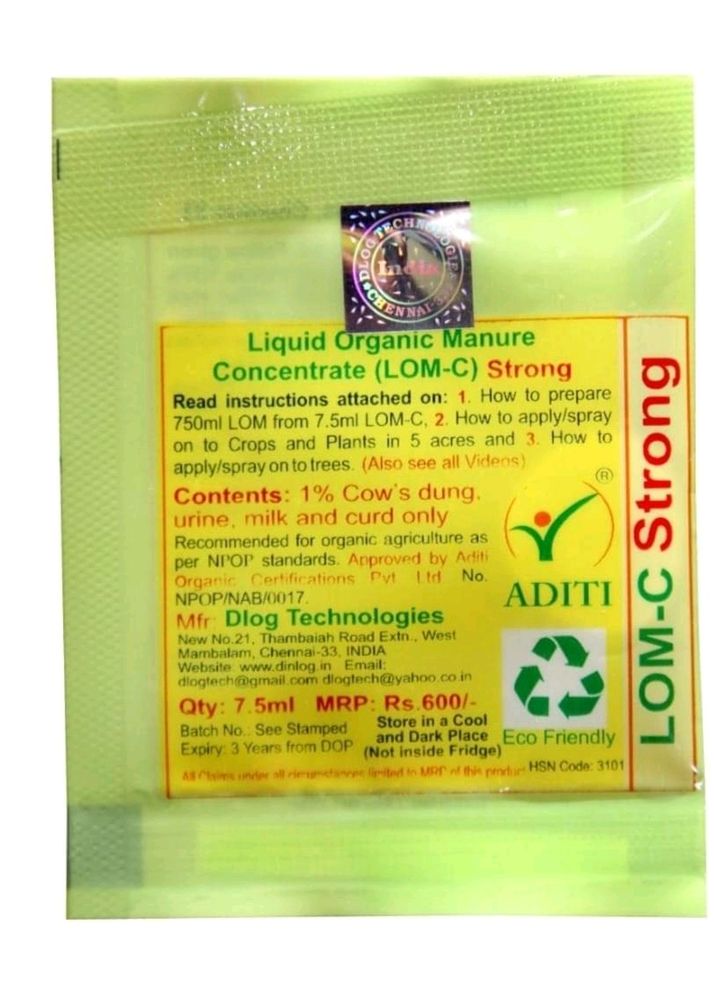 DLOG TECHNOLOGIES
India
CHENNAI-33
Liquid Organic Manure
Concentrate (LOM-C) Strong
Read instructions attached on: 1. How to prepare
750ml LOM from 7.5ml LOM-C, 2. How to apply/spray
on to Crops and Plants in 5 acres and 3. How to
apply/spray on to trees. (Also see all Videos)
Contents: 1% Cow's dung,
urine, milk and curd only
Recommended for organic agriculture as
per NPOP standards. Approved by Aditi
Organic Certifications Pvt Ltd No.
NPOP/NAB/0017.
Mfr: Dlog Technologies
New No.21, Thambaiah Road Extn., West
Mambalam, Chennai-33, INDIA
Website: www.dinlog.in Email:
dlogtech@gmail.com dlogtech@yahoo.co.in
Qty: 7.5ml MRP: Rs.600/-
Batch No.: See Stamped
Expiry: 3 Years from DOP
Store in a Cool
and Dark Place
(Not inside Fridge)
All Claims under all circumstances limited to MRP of this product
HSN Code: 3101
®
ADITI
Eco Friendly
LOM-C Strong